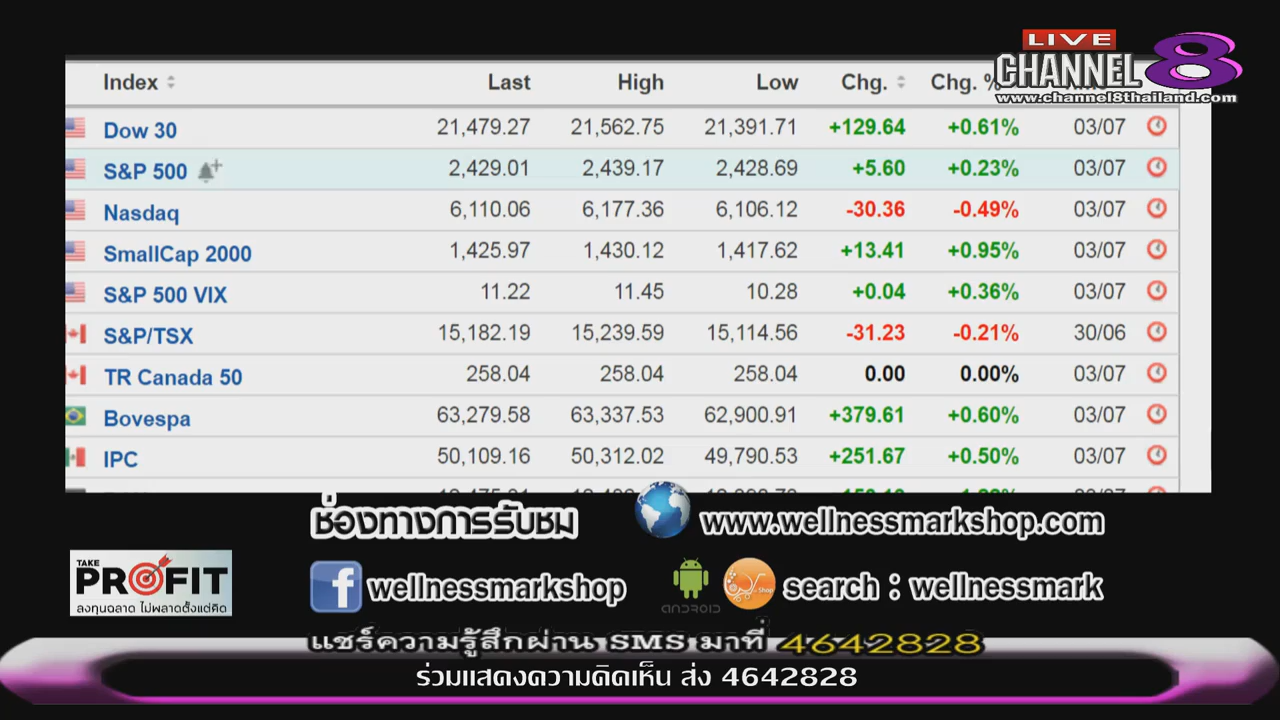 LIVE
CHANNEL 8
www.channel8thailand.com
Index Last High Low Chg. Chg. %
Dow 30 21,479.27 21,562.75 21,391.71 +129.64 +0.61% 03/07
S&P 500 2,429.01 2,439.17 2,428.69 +5.60 +0.23% 03/07
Nasdaq 6,110.06 6,177.36 6,106.12 -30.36 -0.49% 03/07
SmallCap 2000 1,425.97 1,430.12 1,417.62 +13.41 +0.95% 03/07
S&P 500 VIX 11.22 11.45 10.28 +0.04 +0.36% 03/07
S&P/TSX 15,182.19 15,239.59 15,114.56 -31.23 -0.21% 30/06
TR Canada 50 258.04 258.04 258.04 0.00 0.00% 03/07
Bovespa 63,279.58 63,337.53 62,900.91 +379.61 +0.60% 03/07
IPC 50,109.16 50,312.02 49,790.53 +251.67 +0.50% 03/07
ช่องทางการรับชม www.wellnessmarkshop.com
TAKE
PROFIT
ลงทุนฉลาด ไม่พลาดตั้งแต่คิด
f wellnessmarkshop ANDROID Shop search : wellnessmark
แชร์ความรู้สึกผ่าน SMS มาที่ 4642828
ร่วมแสดงความคิดเห็น ส่ง 4642828